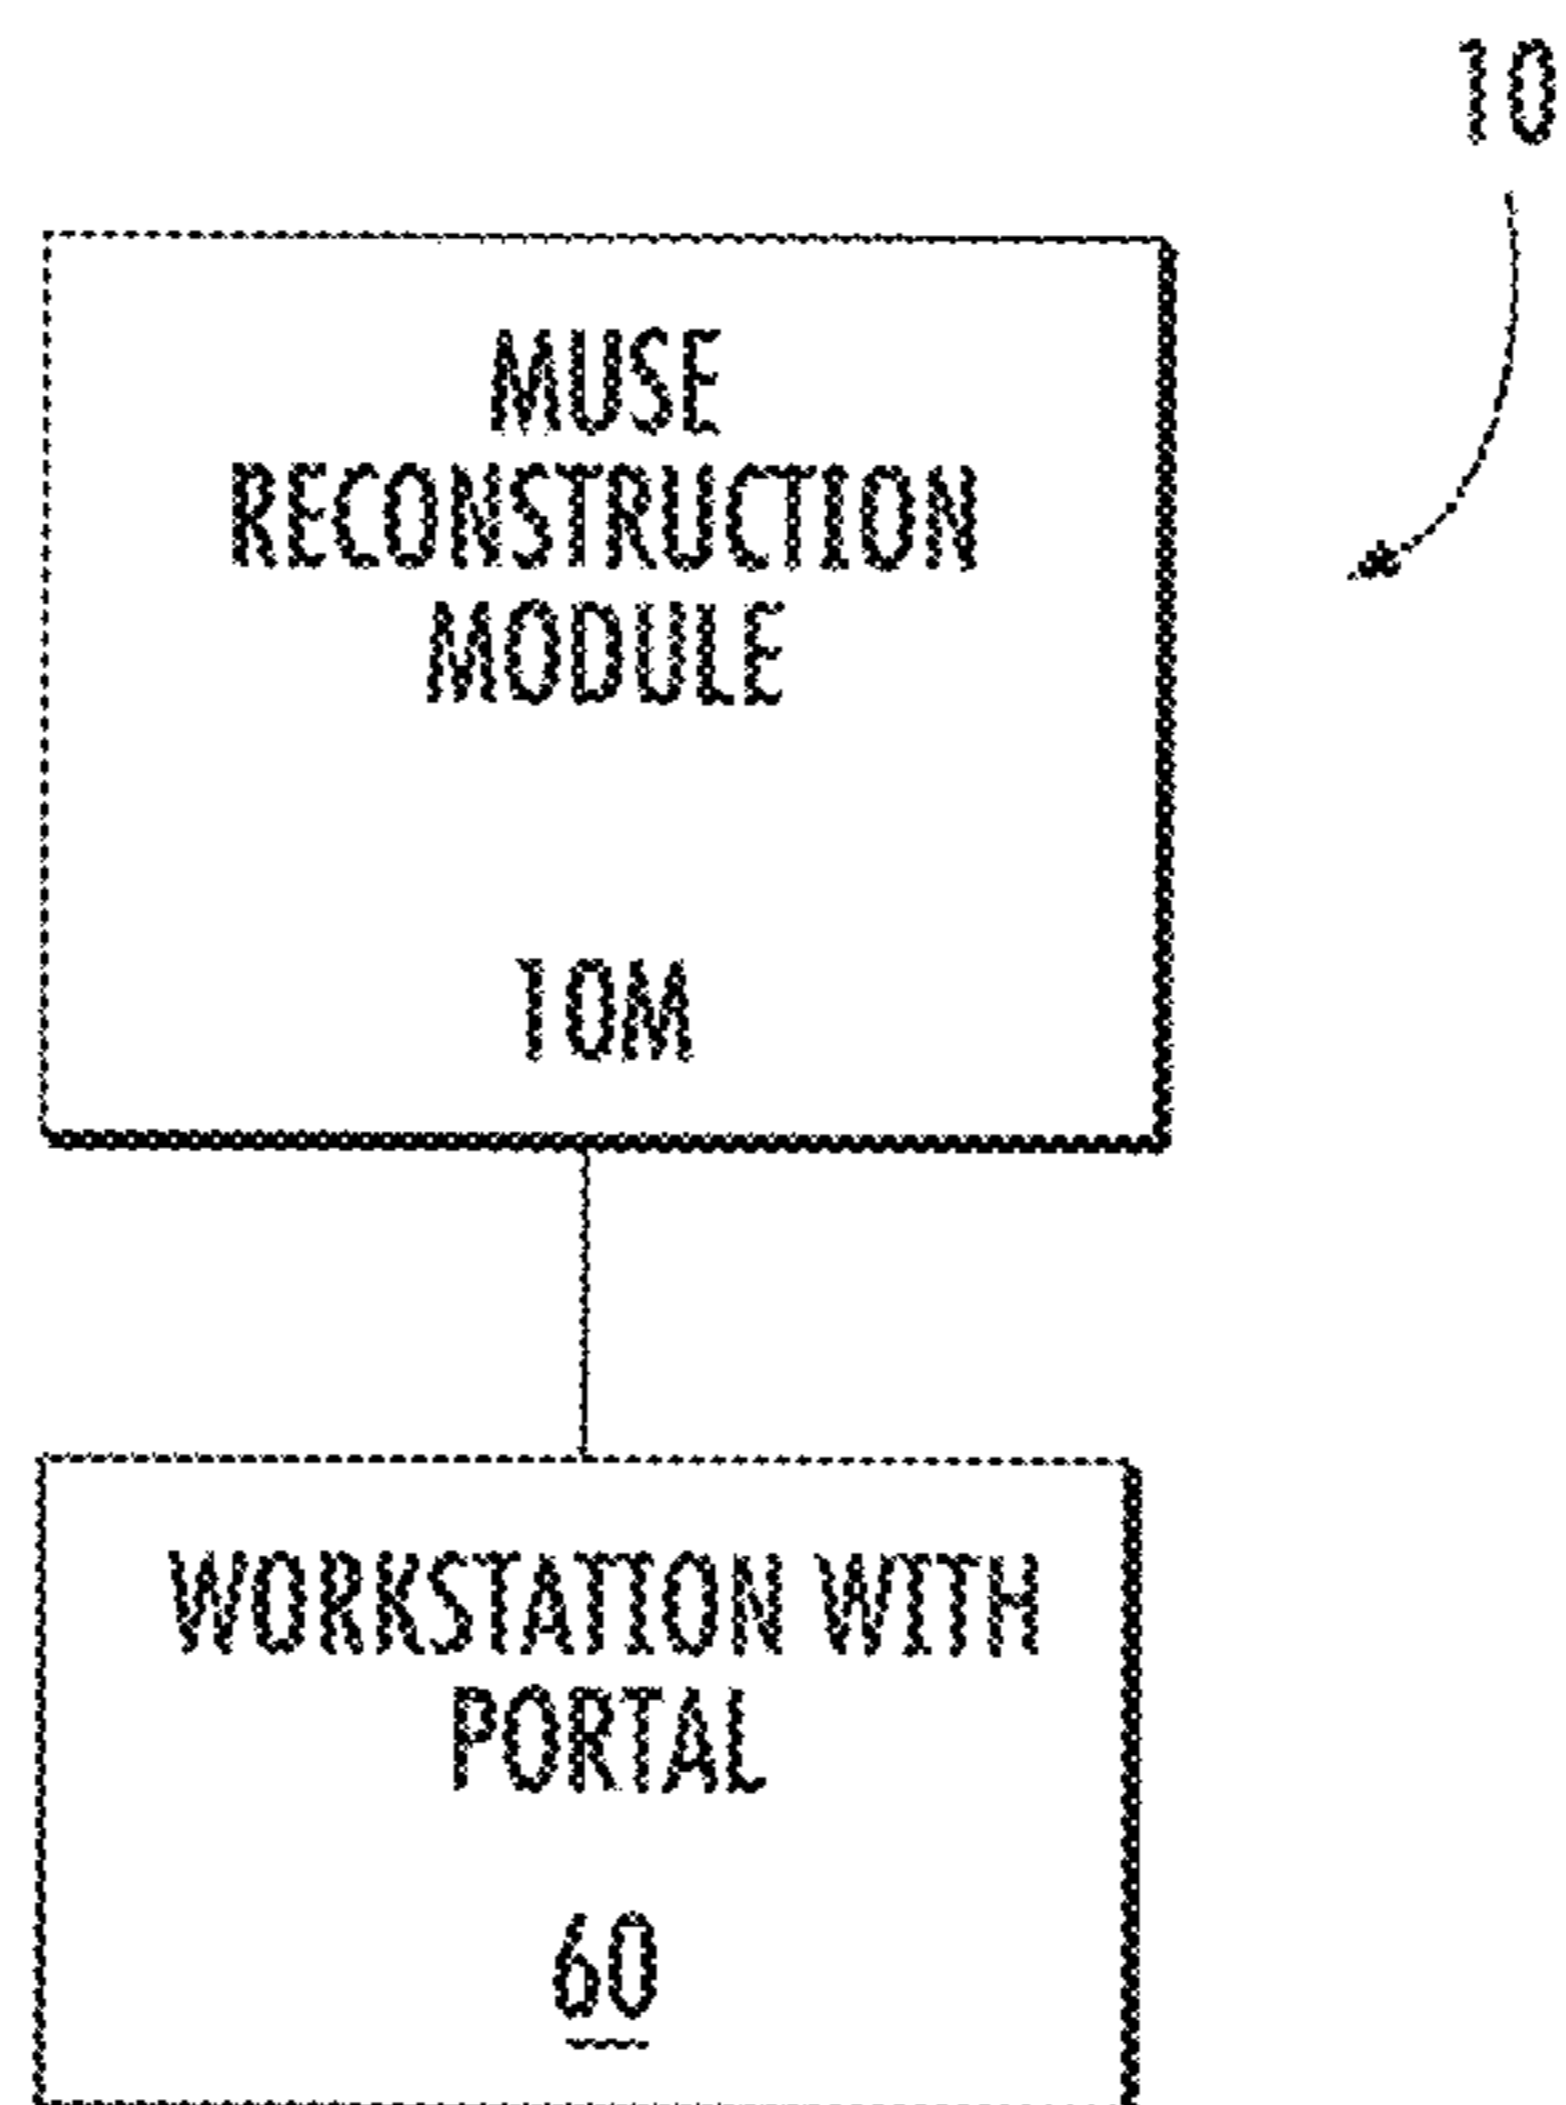 10
MUSE
RECONSTRUCTION
MODULE
10M
WORKSTATION WITH
PORTAL
60